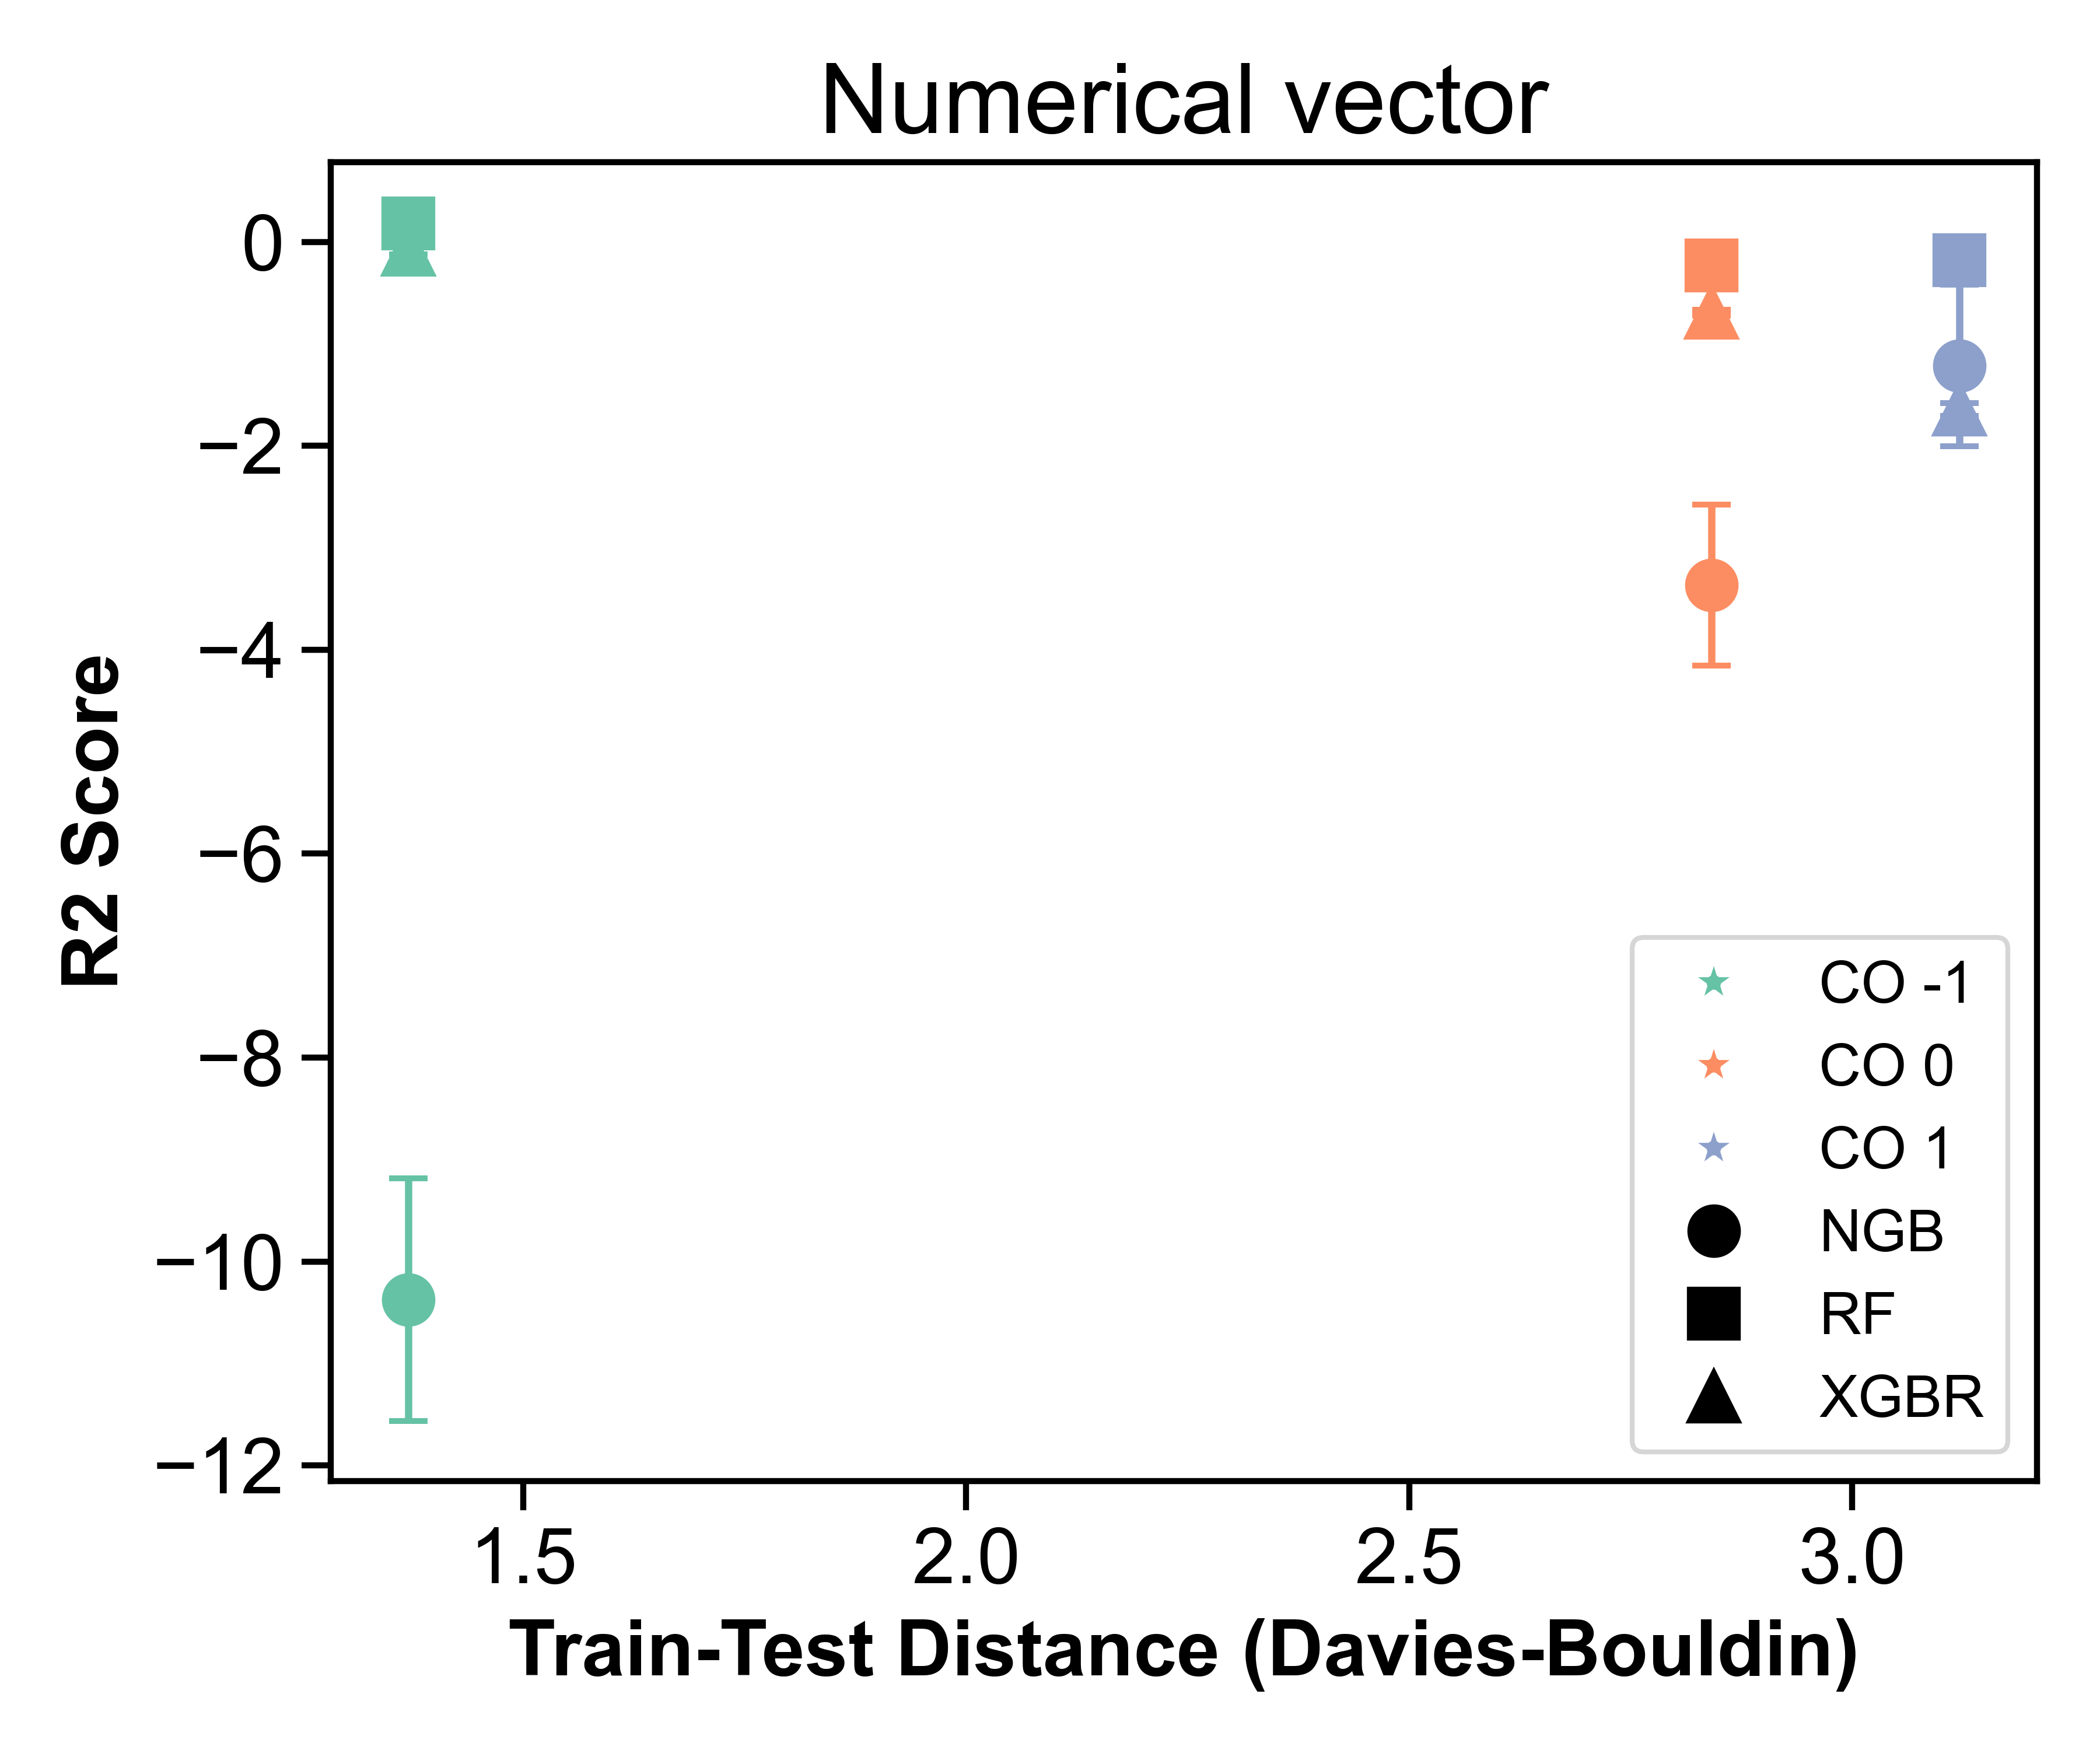 Numerical vector
0
−2
−4
−6
−8
−10
−12
R2 Score
CO -1
CO 0
CO 1
NGB
RF
XGBR
1.5 2.0 2.5 3.0
Train-Test Distance (Davies-Bouldin)